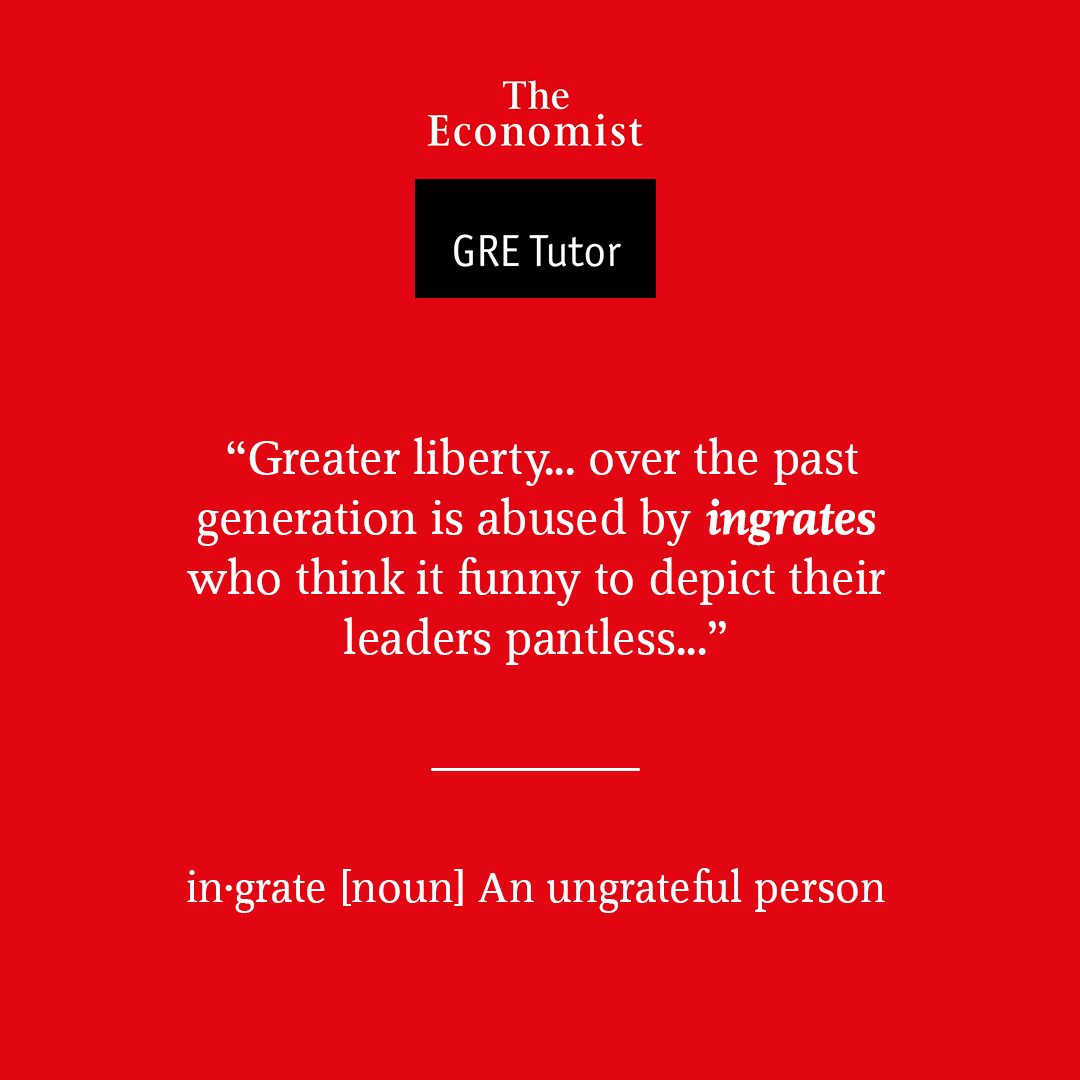 The
Economist
GRE Tutor
“Greater liberty... over the past
generation is abused by ingrates
who think it funny to depict their
leaders pantless...”
in·grate [noun] An ungrateful person